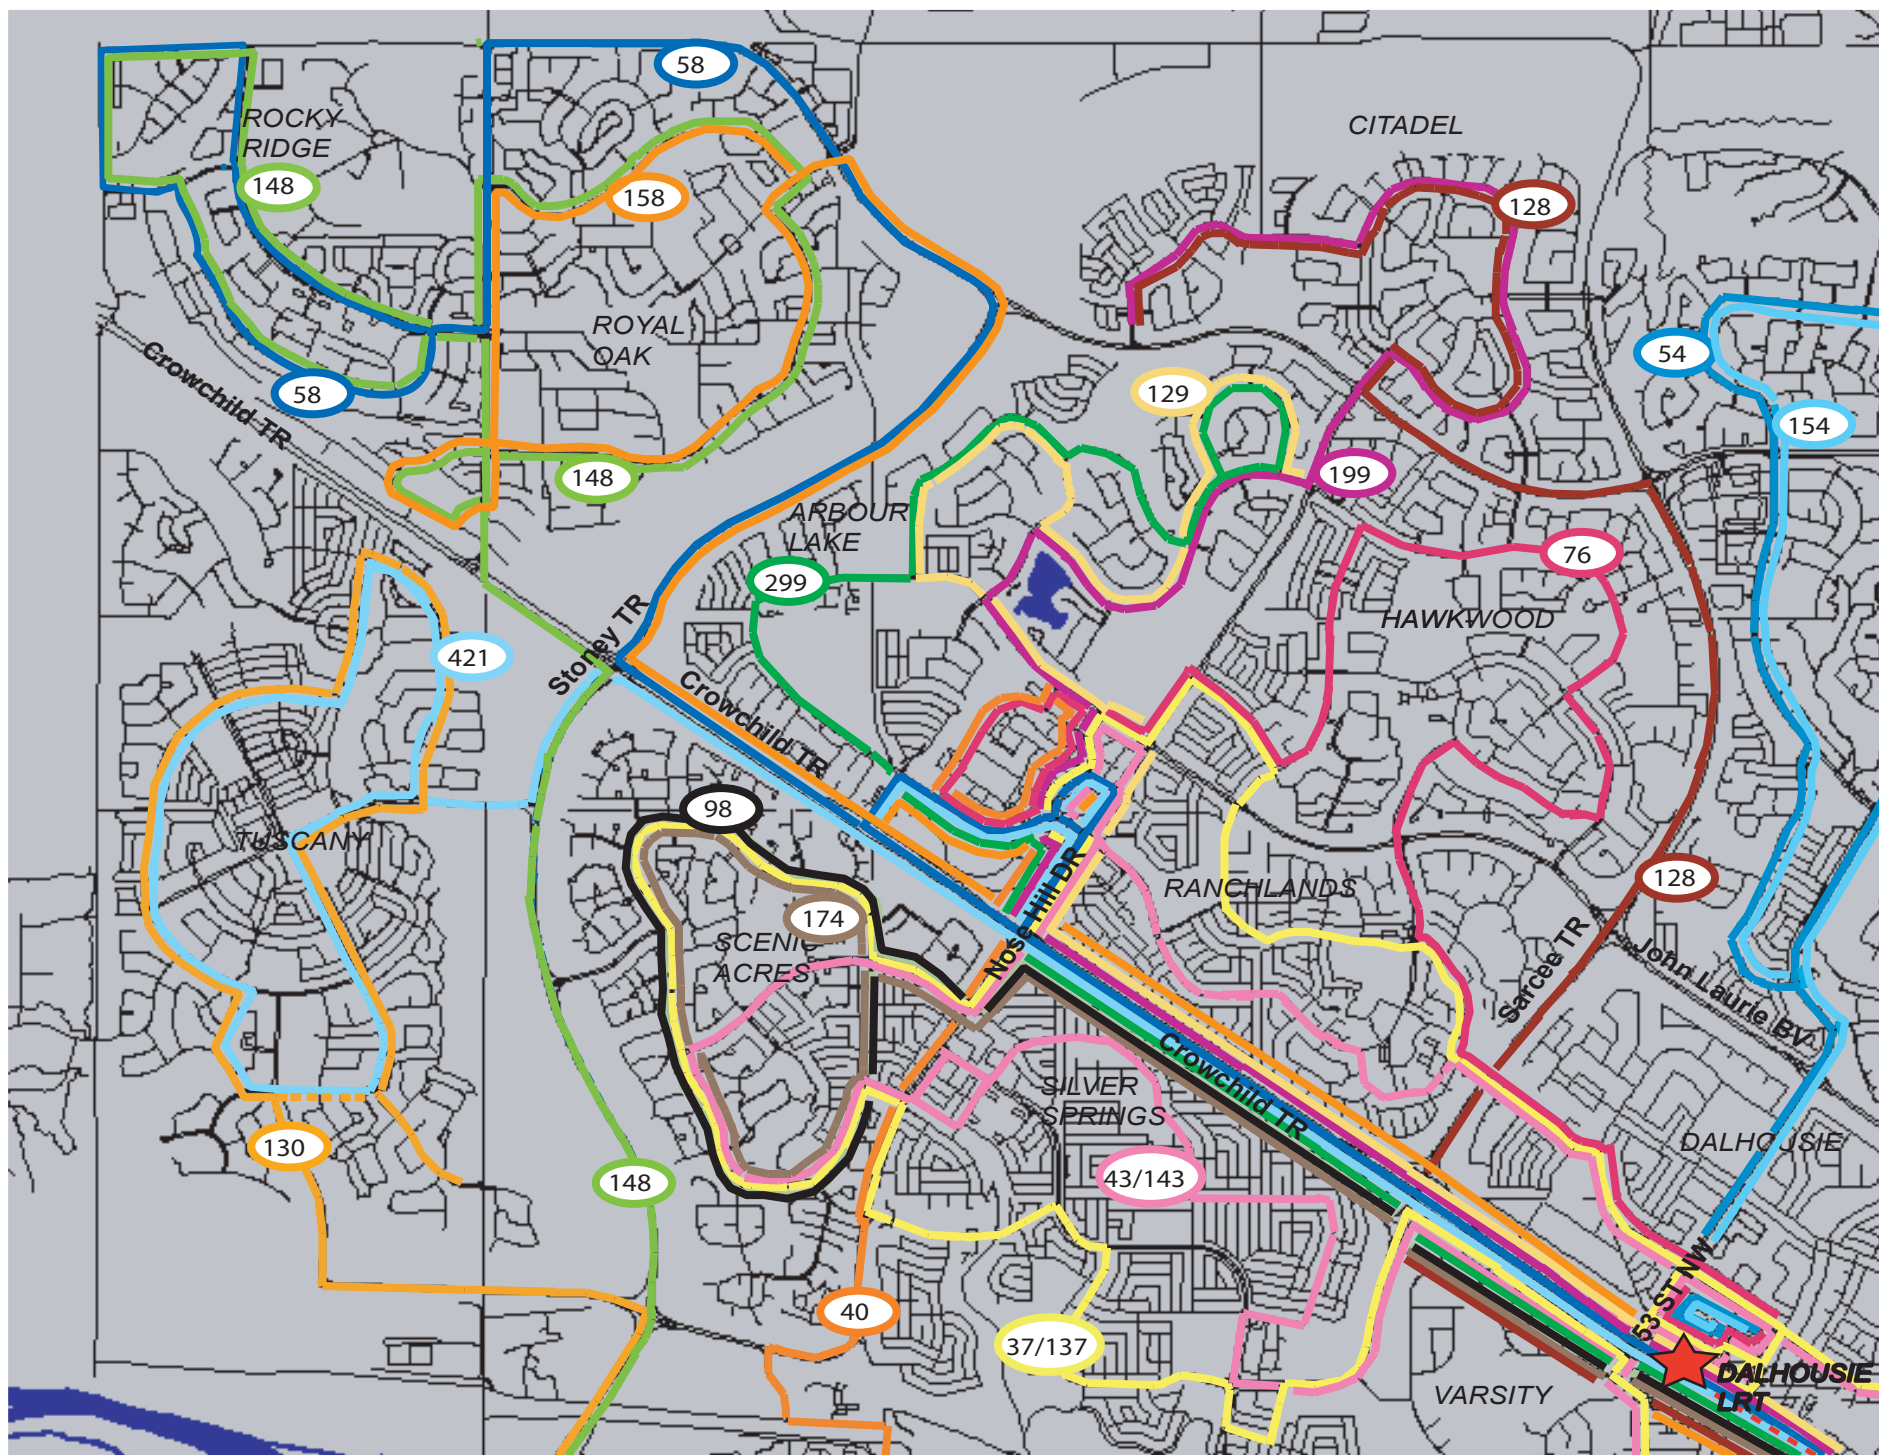 58
ROCKY
RIDGE
148
158
CITADEL
128
ROYAL
OAK
Crowchild TR
58
54
129
154
148
199
ARBOUR
LAKE
299
76
HAWKWOOD
421
Stoney TR
Crowchild TR
98
TUSCANY
174
SCENIC
ACRES
Nose Hill DR
RANCHLANDS
128
Sarcee TR
John Laurie BV
Crowchild TR
SILVER
SPRINGS
130
148
43/143
DALHOUSIE
40
37/137
53 ST NW
VARSITY
DALHOUSIE
LRT